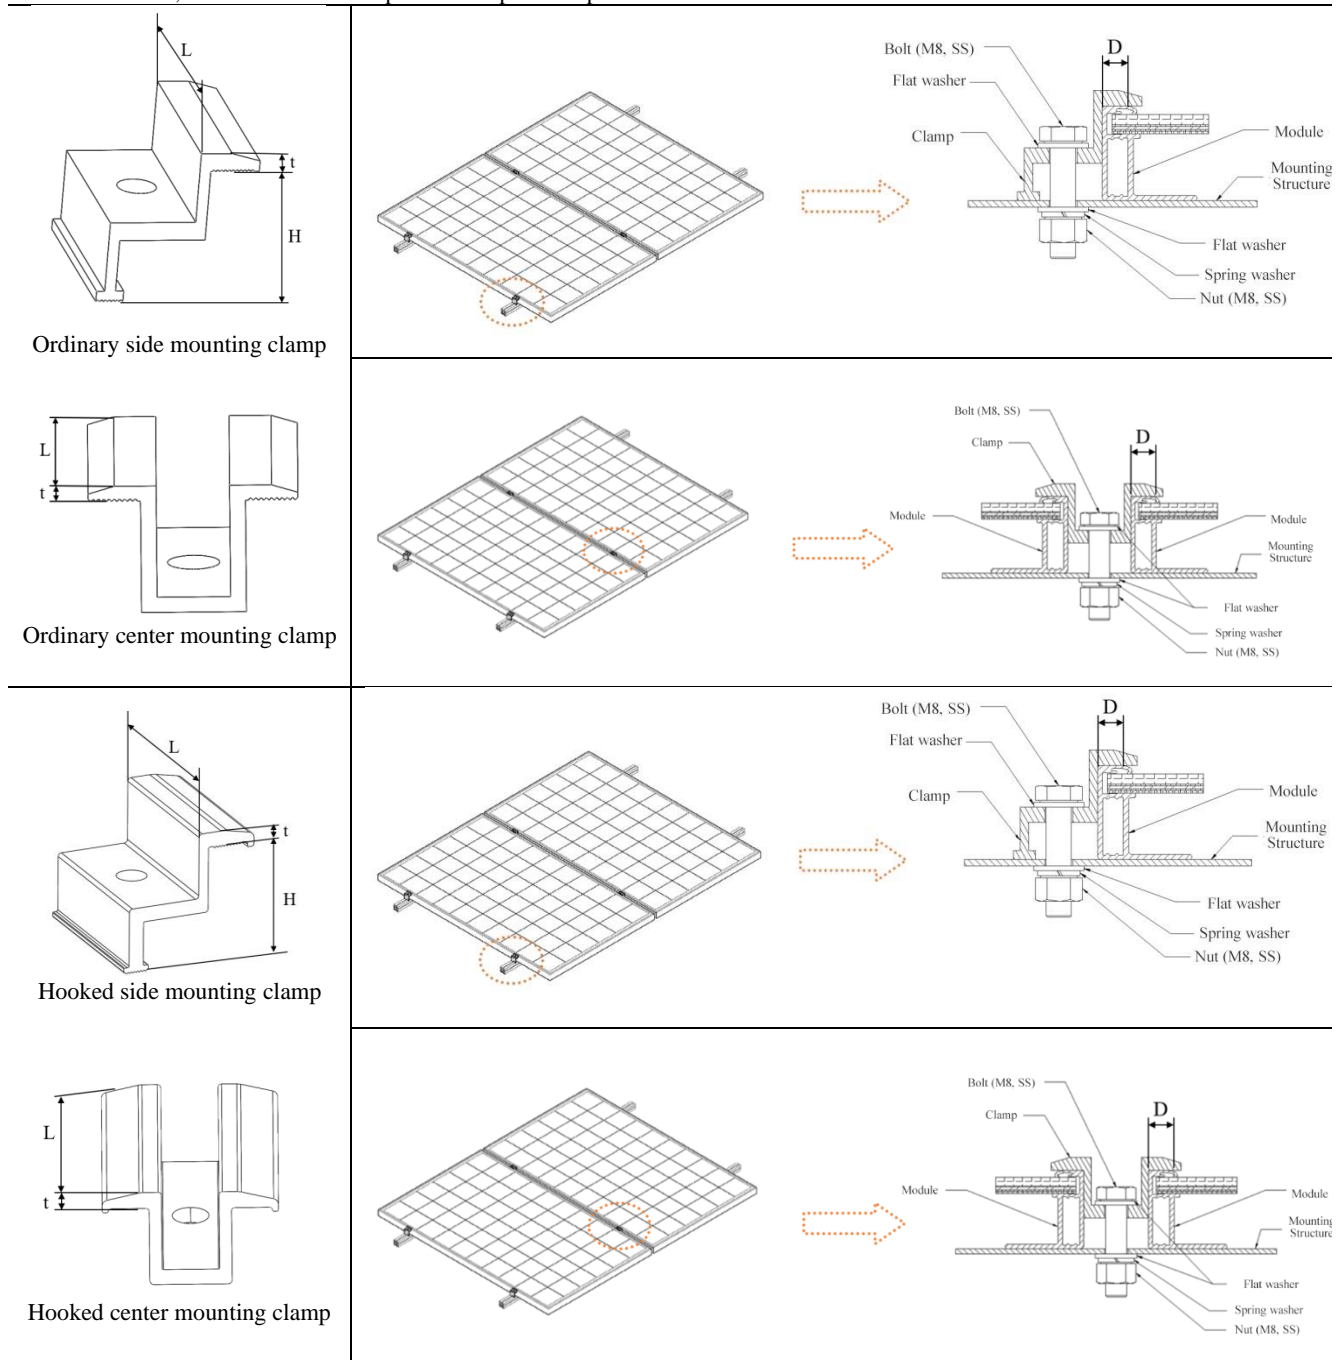 L
t
H
Ordinary side mounting clamp
Bolt (M8, SS)
Flat washer
Clamp
D
Module
Mounting
Structure
Flat washer
Spring washer
Nut (M8, SS)
L
t
Ordinary center mounting clamp
Bolt (M8, SS)
Clamp
D
Module
Module
Mounting
Structure
Flat washer
Spring washer
Nut (M8, SS)
L
t
H
Hooked side mounting clamp
Bolt (M8, SS)
Flat washer
Clamp
D
Module
Mounting
Structure
Flat washer
Spring washer
Nut (M8, SS)
L
t
Hooked center mounting clamp
Bolt (M8, SS)
Clamp
D
Module
Module
Mounting
Structure
Flat washer
Spring washer
Nut (M8, SS)